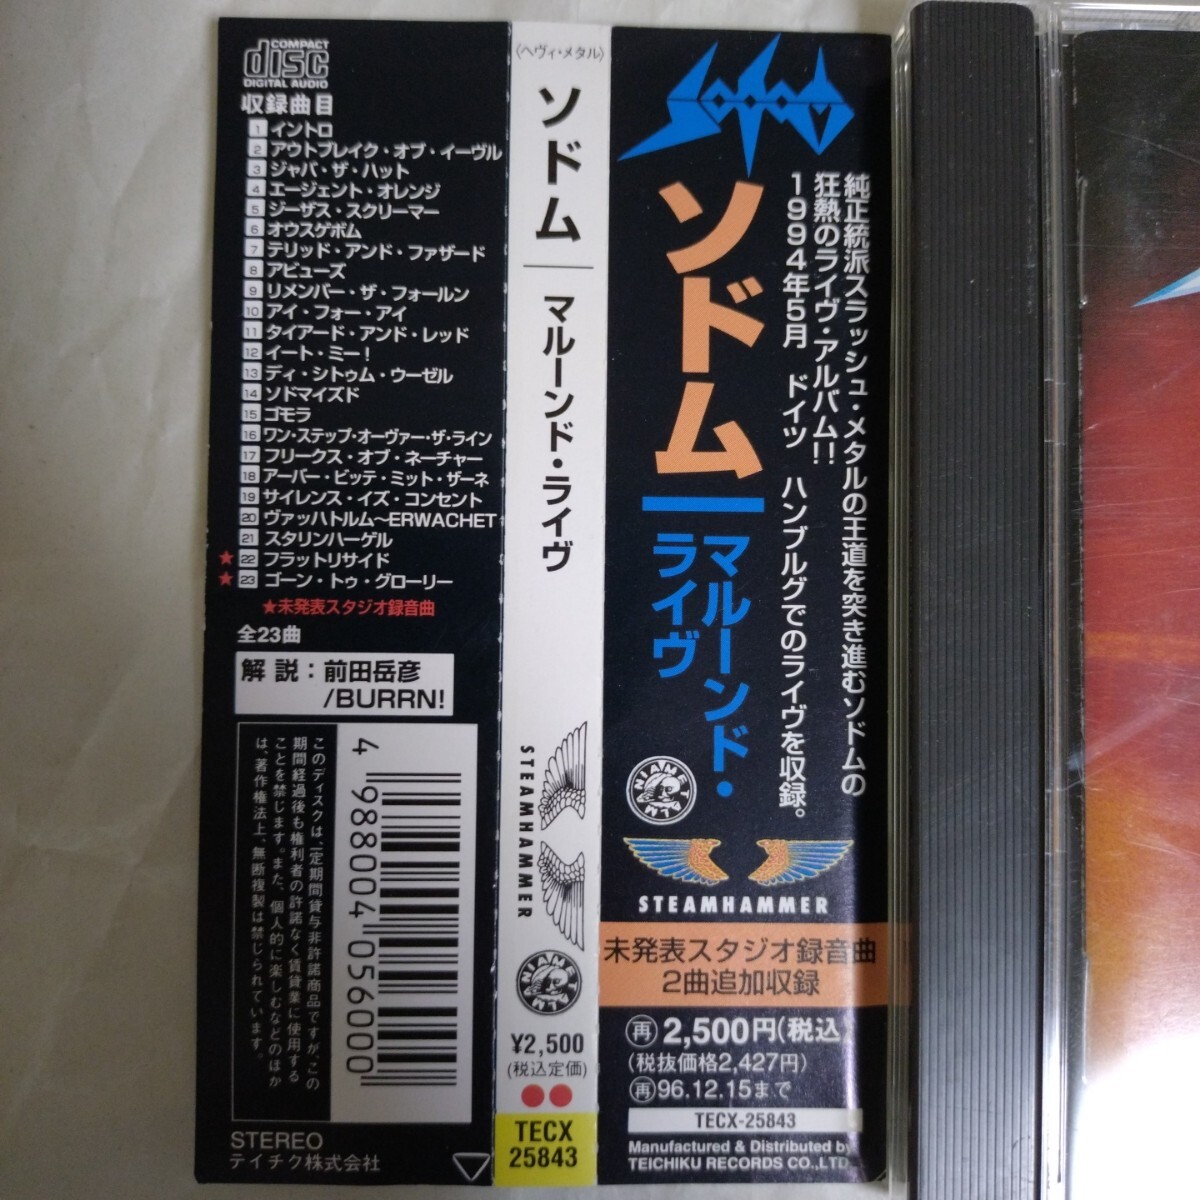 COMPACT
disc
DIGITAL AUDIO
収録曲目
1 イントロ
2 アウトブレイク・オブ・イーヴル
3 ジャバ・ザ・ハット
4 エージェント・オレンジ
5 ジーザス・スクリーマー
6 オウスゲボム
7 テリッド・アンド・ファザード
8 アビューズ
9 リメンバー・ザ・フォールン
10 アイ・フォー・アイ
11 タイアード・アンド・レッド
12 イート・ミー!
13 ディ・シトゥム・ウーゼル
14 ソドマイズド
15 ゴモラ
16 ワン・ステップ・オーヴァー・ザ・ライン
17 フリークス・オブ・ネーチャー
18 アーバー・ビッテ・ミット・ザーネ
19 サイレンス・イズ・コンセント
20 ヴァッハトルム〜ERWACHET
21 スタリンハーゲル
★ 22 フラットリサイド
★ 23 ゴーン・トゥ・グローリー
★未発表スタジオ録音曲
全23曲
解説:前田岳彦
/BURRN!
このディスクは、一定期間貸与非許諾商品ですが、この
期間経過後も権利者の許諾なく賃貸業に使用する
ことを禁じます。また、個人的に楽しむなどのほか
は、著作権法上、無断複製は禁じられています。
4 988004 056000
STEREO
テイチク株式会社
(ヘヴィ・メタル)
ソドム
マルーンド・ライヴ
STEAMHAMMER
METAL MANIA
¥2,500
(税込定価)
TECX
25843
Sodom
ソドム
マルーンド・
ライヴ
純正統派スラッシュ・メタルの王道を突き進むソドムの
狂熱のライヴ・アルバム!!
1994年5月 ドイツ ハンブルグでのライヴを収録。
METAL MANIA
STEAMHAMMER
未発表スタジオ録音曲
2曲追加収録
再 2,500円(税込)
(税抜価格2,427円)
再 96.12.15まで
TECX-25843
Manufactured & Distributed by
TEICHIKU RECORDS CO.,LTD.